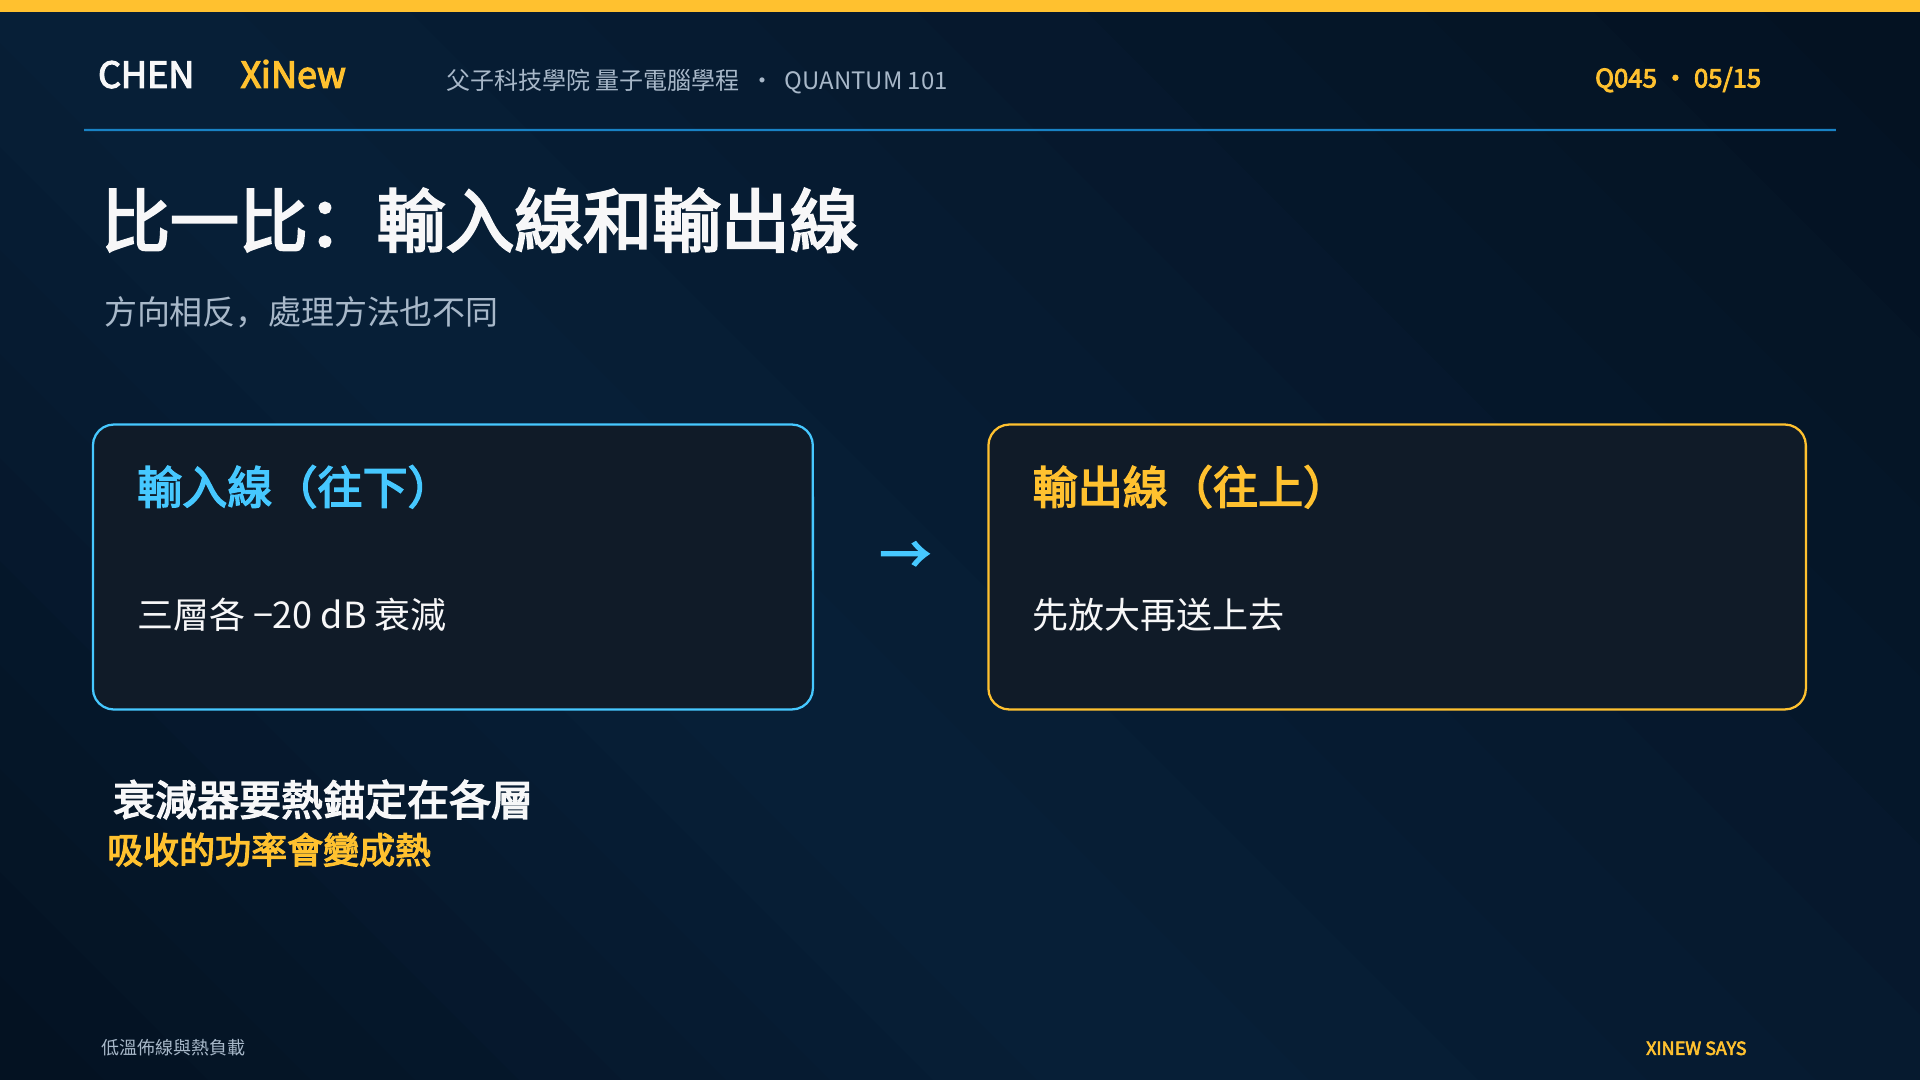 CHEN XiNew 父子科技學院 量子電腦學程 • QUANTUM 101 Q045 • 05/15
比一比：輸入線和輸出線
方向相反，處理方法也不同
輸入線（往下）
三層各 −20 dB 衰減
→
輸出線（往上）
先放大再送上去
衰減器要熱錨定在各層
吸收的功率會變成熱
低溫佈線與熱負載 XINEW SAYS